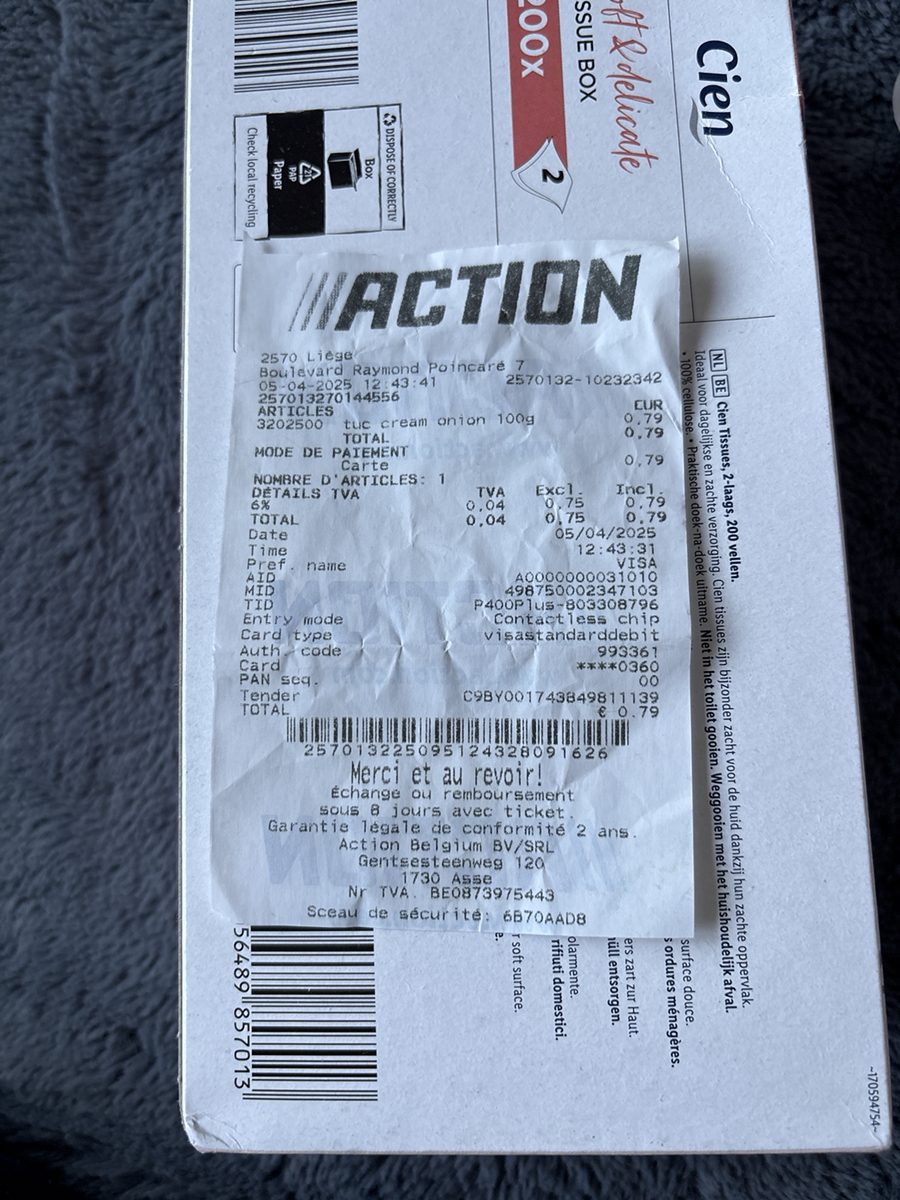 Cien
soft & delicate
TISSUE BOX
200x
2
DISPOSE OF CORRECTLY
Box
21
PAP
Paper
Check local recycling
ACTION
2570 Liège
Boulevard Raymond Poincaré 7
05-04-2025 12:43:41 2570132-10232342
257013270144556
ARTICLES EUR
3202500 tuc cream onion 100g 0,79
TOTAL 0,79
MODE DE PAIEMENT
Carte 0,79
NOMBRE D'ARTICLES: 1
DÉTAILS TVA TVA Excl. Incl.
6% 0,04 0,75 0,79
TOTAL 0,04 0,75 0,79
Date 05/04/2025
Time 12:43:31
Pref. name VISA
AID A0000000031010
MID 498750002347103
TID P400Plus-803308796
Entry mode Contactless chip
Card type visastandarddebit
Auth. code 993361
Card ****0360
PAN seq. 00
Tender C9BY001743849811139
TOTAL € 0.79
257013225095124328091626
Merci et au revoir!
Échange ou remboursement
sous 8 jours avec ticket.
Garantie légale de conformité 2 ans.
Action Belgium BV/SRL
Gentsesteenweg 120
1730 Asse
Nr TVA. BE0873975443
Sceau de sécurité: 6B70AAD8
NL BE Cien Tissues, 2-laags, 200 vellen.
Ideaal voor dagelijkse en zachte verzorging. Cien tissues zijn bijzonder zacht voor de huid dankzij hun zachte oppervlak.
• 100% cellulose. • Praktische doek-na-doek uitname. Niet in het toilet gooien. Weggooien met het huishoudelijk afval.
surface douce.
ordures ménagères.
ers zart zur Haut.
üll entsorgen.
olarmente.
rifiuti domestici.
r soft surface.
e.
56489 857013
~170594754~